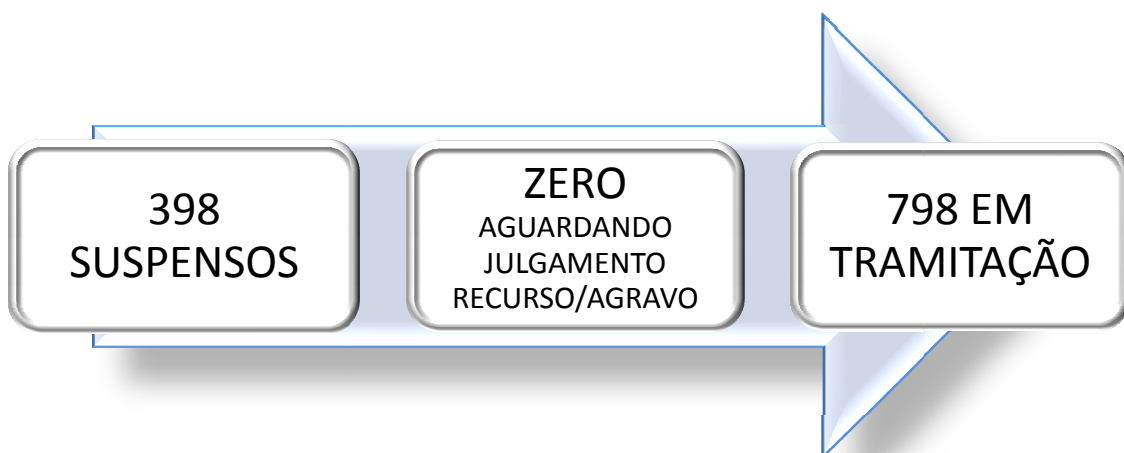 398
SUSPENSOS
ZERO
AGUARDANDO
JULGAMENTO
RECURSO/AGRAVO
798 EM
TRAMITAÇÃO